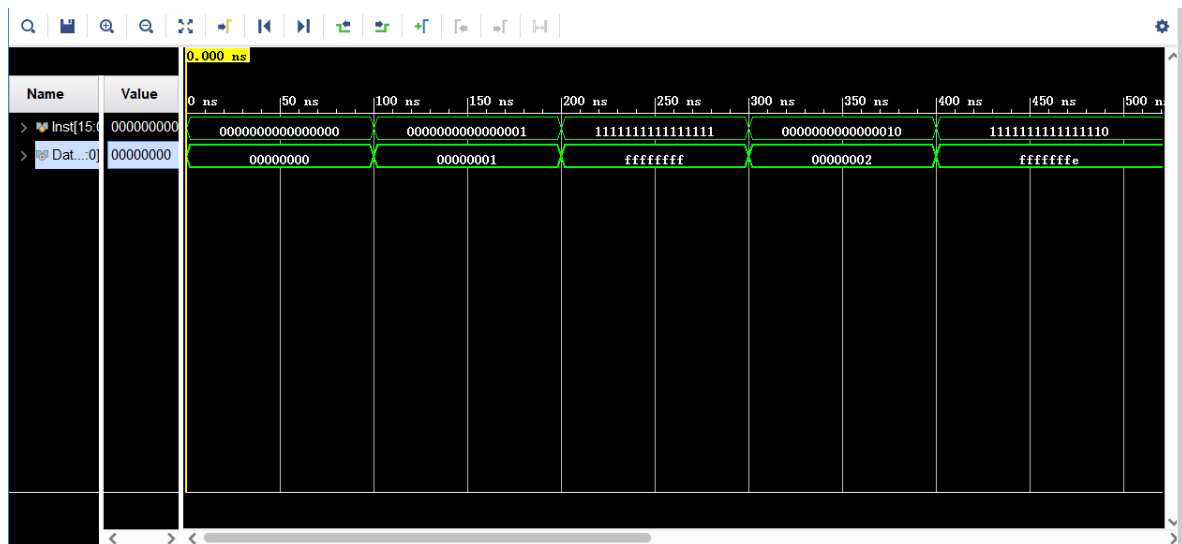 0.000 ns
Name Value
0 ns 50 ns 100 ns 150 ns 200 ns 250 ns 300 ns 350 ns 400 ns 450 ns 500 n
Inst[15:0 000000000 0000000000000000 0000000000000001 1111111111111111 0000000000000010 1111111111111110
Dat...:0] 00000000 00000000 00000001 ffffffff 00000002 fffffffe